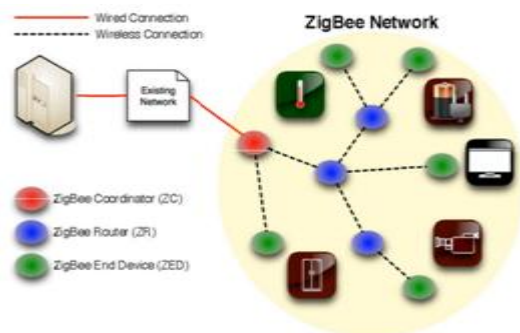 Wired Connection
Wireless Connection
ZigBee Network
Existing
Network
ZigBee Coordinator (ZC)
ZigBee Router (ZR)
ZigBee End Device (ZED)